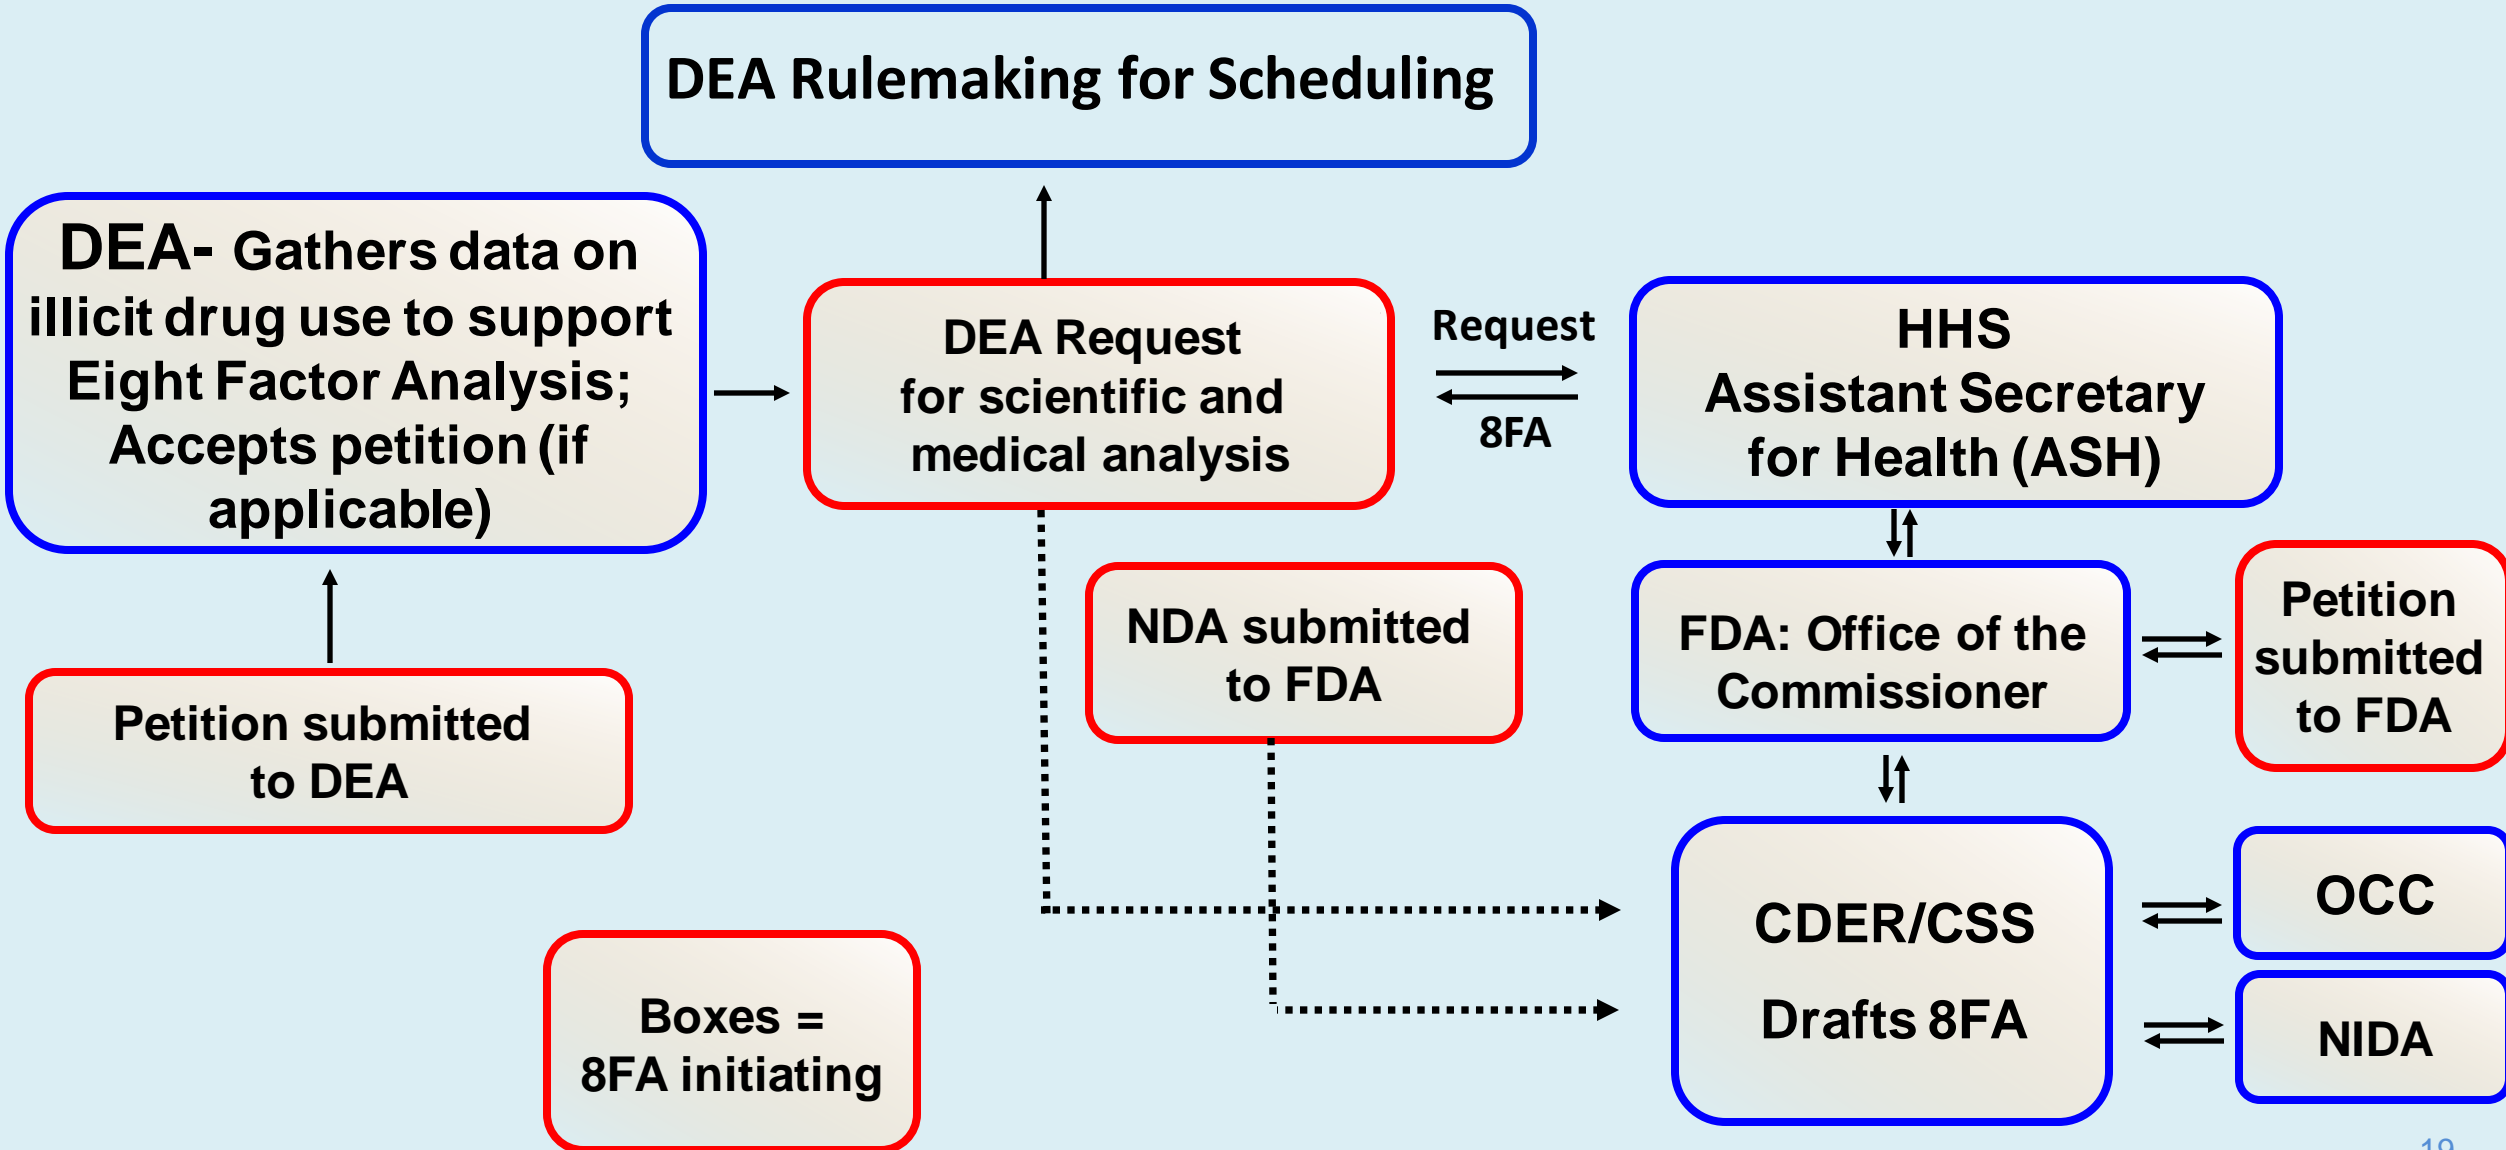 DEA Rulemaking for Scheduling
DEA- Gathers data on
illicit drug use to support
Eight Factor Analysis;
Accepts petition (if
applicable)
DEA Request
for scientific and
medical analysis
Request
8FA
HHS
Assistant Secretary
for Health (ASH)
Petition submitted
to DEA
NDA submitted
to FDA
FDA: Office of the
Commissioner
Petition
submitted
to FDA
Boxes =
8FA initiating
CDER/CSS
Drafts 8FA
OCC
NIDA
19